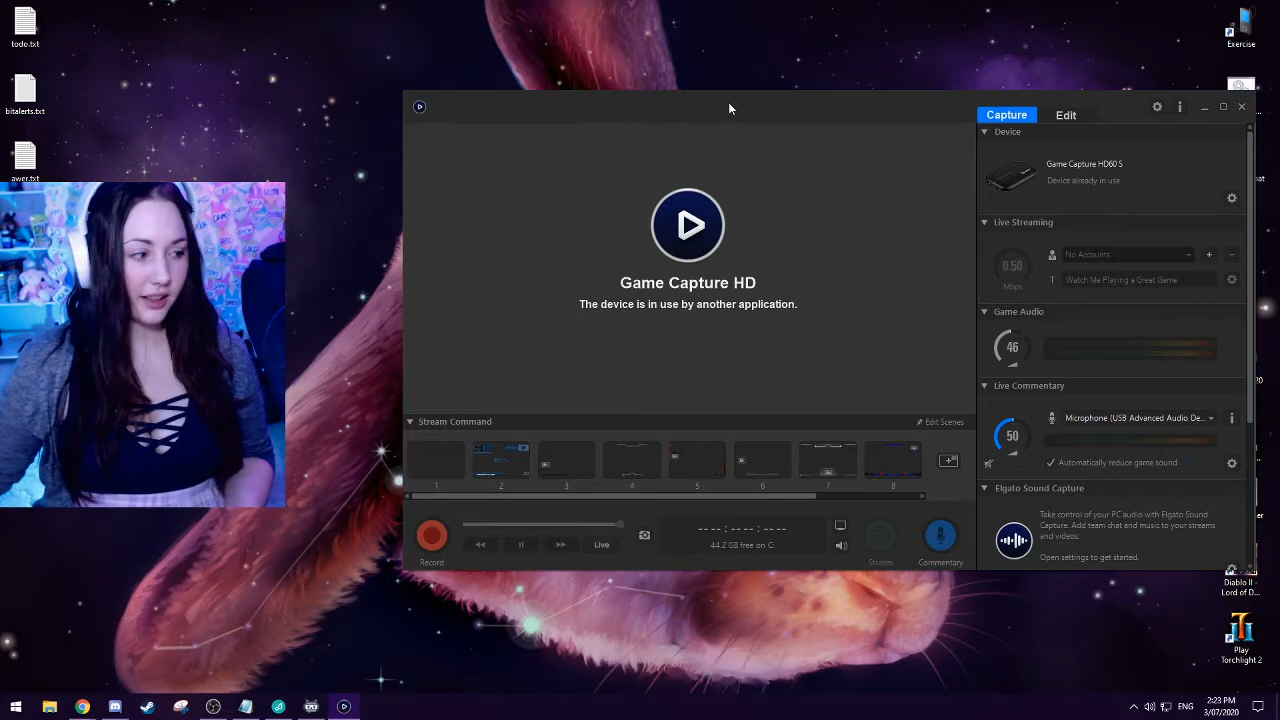 todo.txt
bitalerts.txt
awer.txt
Exercise
Capture
Edit
Device
Game Capture HD60 S
Device already in use
Live Streaming
0.50
Mbps
No Accounts
T Watch Me Playing a Great Game
Game Capture HD
The device is in use by another application.
Game Audio
46
Live Commentary
50
Microphone (USB Advanced Audio De...
Automatically reduce game sound
Stream Command
Edit Scenes
1 2 3 4 5 6 7 8
Elgato Sound Capture
Take control of your PC audio with Elgato Sound
Capture. Add team chat and music to your streams
and videos.
Open settings to get started.
Live
-- -- : -- -- : -- --
44.2 GB free on C:
Record
Stream
Commentary
Diablo II
Lord of D...
Play
Torchlight 2
ENG
2:23 PM
3/07/2020